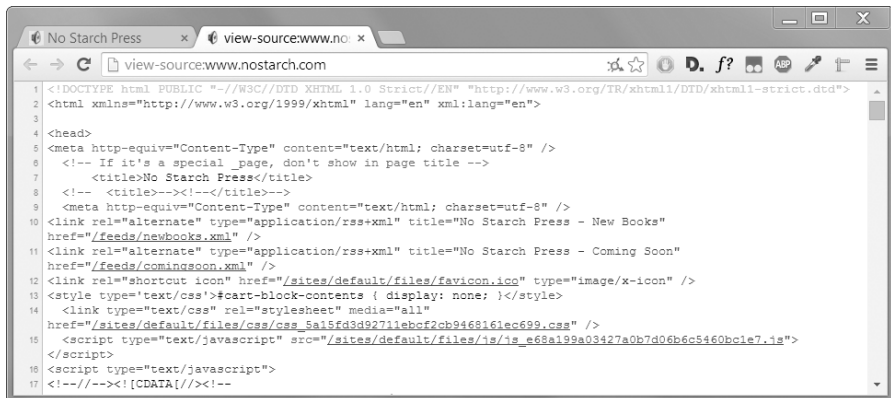 No Starch Press × view-source:www.nos ×
view-source:www.nostarch.com D. f? ABP
1 <!DOCTYPE html PUBLIC "-//W3C//DTD XHTML 1.0 Strict//EN" "http://www.w3.org/TR/xhtml1/DTD/xhtml1-strict.dtd">
2 <html xmlns="http://www.w3.org/1999/xhtml" lang="en" xml:lang="en">
3
4 <head>
5 <meta http-equiv="Content-Type" content="text/html; charset=utf-8" />
6 <!-- If it's a special _page, don't show in page title -->
7 <title>No Starch Press</title>
8 <!-- <title>--><!--</title>-->
9 <meta http-equiv="Content-Type" content="text/html; charset=utf-8" />
10 <link rel="alternate" type="application/rss+xml" title="No Starch Press - New Books"
href="/feeds/newbooks.xml" />
11 <link rel="alternate" type="application/rss+xml" title="No Starch Press - Coming Soon"
href="/feeds/comingsoon.xml" />
12 <link rel="shortcut icon" href="/sites/default/files/favicon.ico" type="image/x-icon" />
13 <style type='text/css'>#cart-block-contents { display: none; }</style>
14 <link type="text/css" rel="stylesheet" media="all"
href="/sites/default/files/css/css_5a15fd3d92711ebcf2cb9468161ec699.css" />
15 <script type="text/javascript" src="/sites/default/files/js/js_e68a199a03427a0b7d06b6c5460bc1e7.js">
</script>
16 <script type="text/javascript">
17 <!--//--><![CDATA[//><!--